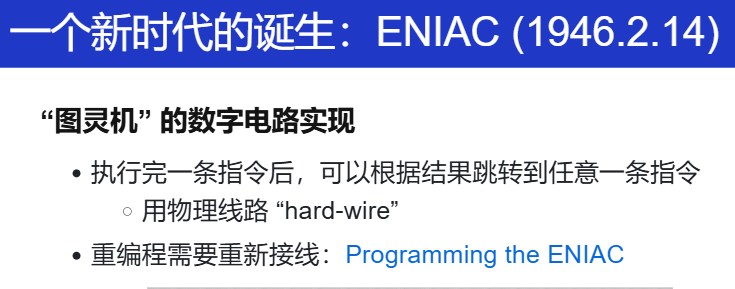 一个新时代的诞生：ENIAC (1946.2.14)
“图灵机” 的数字电路实现
• 执行完一条指令后，可以根据结果跳转到任意一条指令
○ 用物理线路 “hard-wire”
• 重编程需要重新接线：Programming the ENIAC